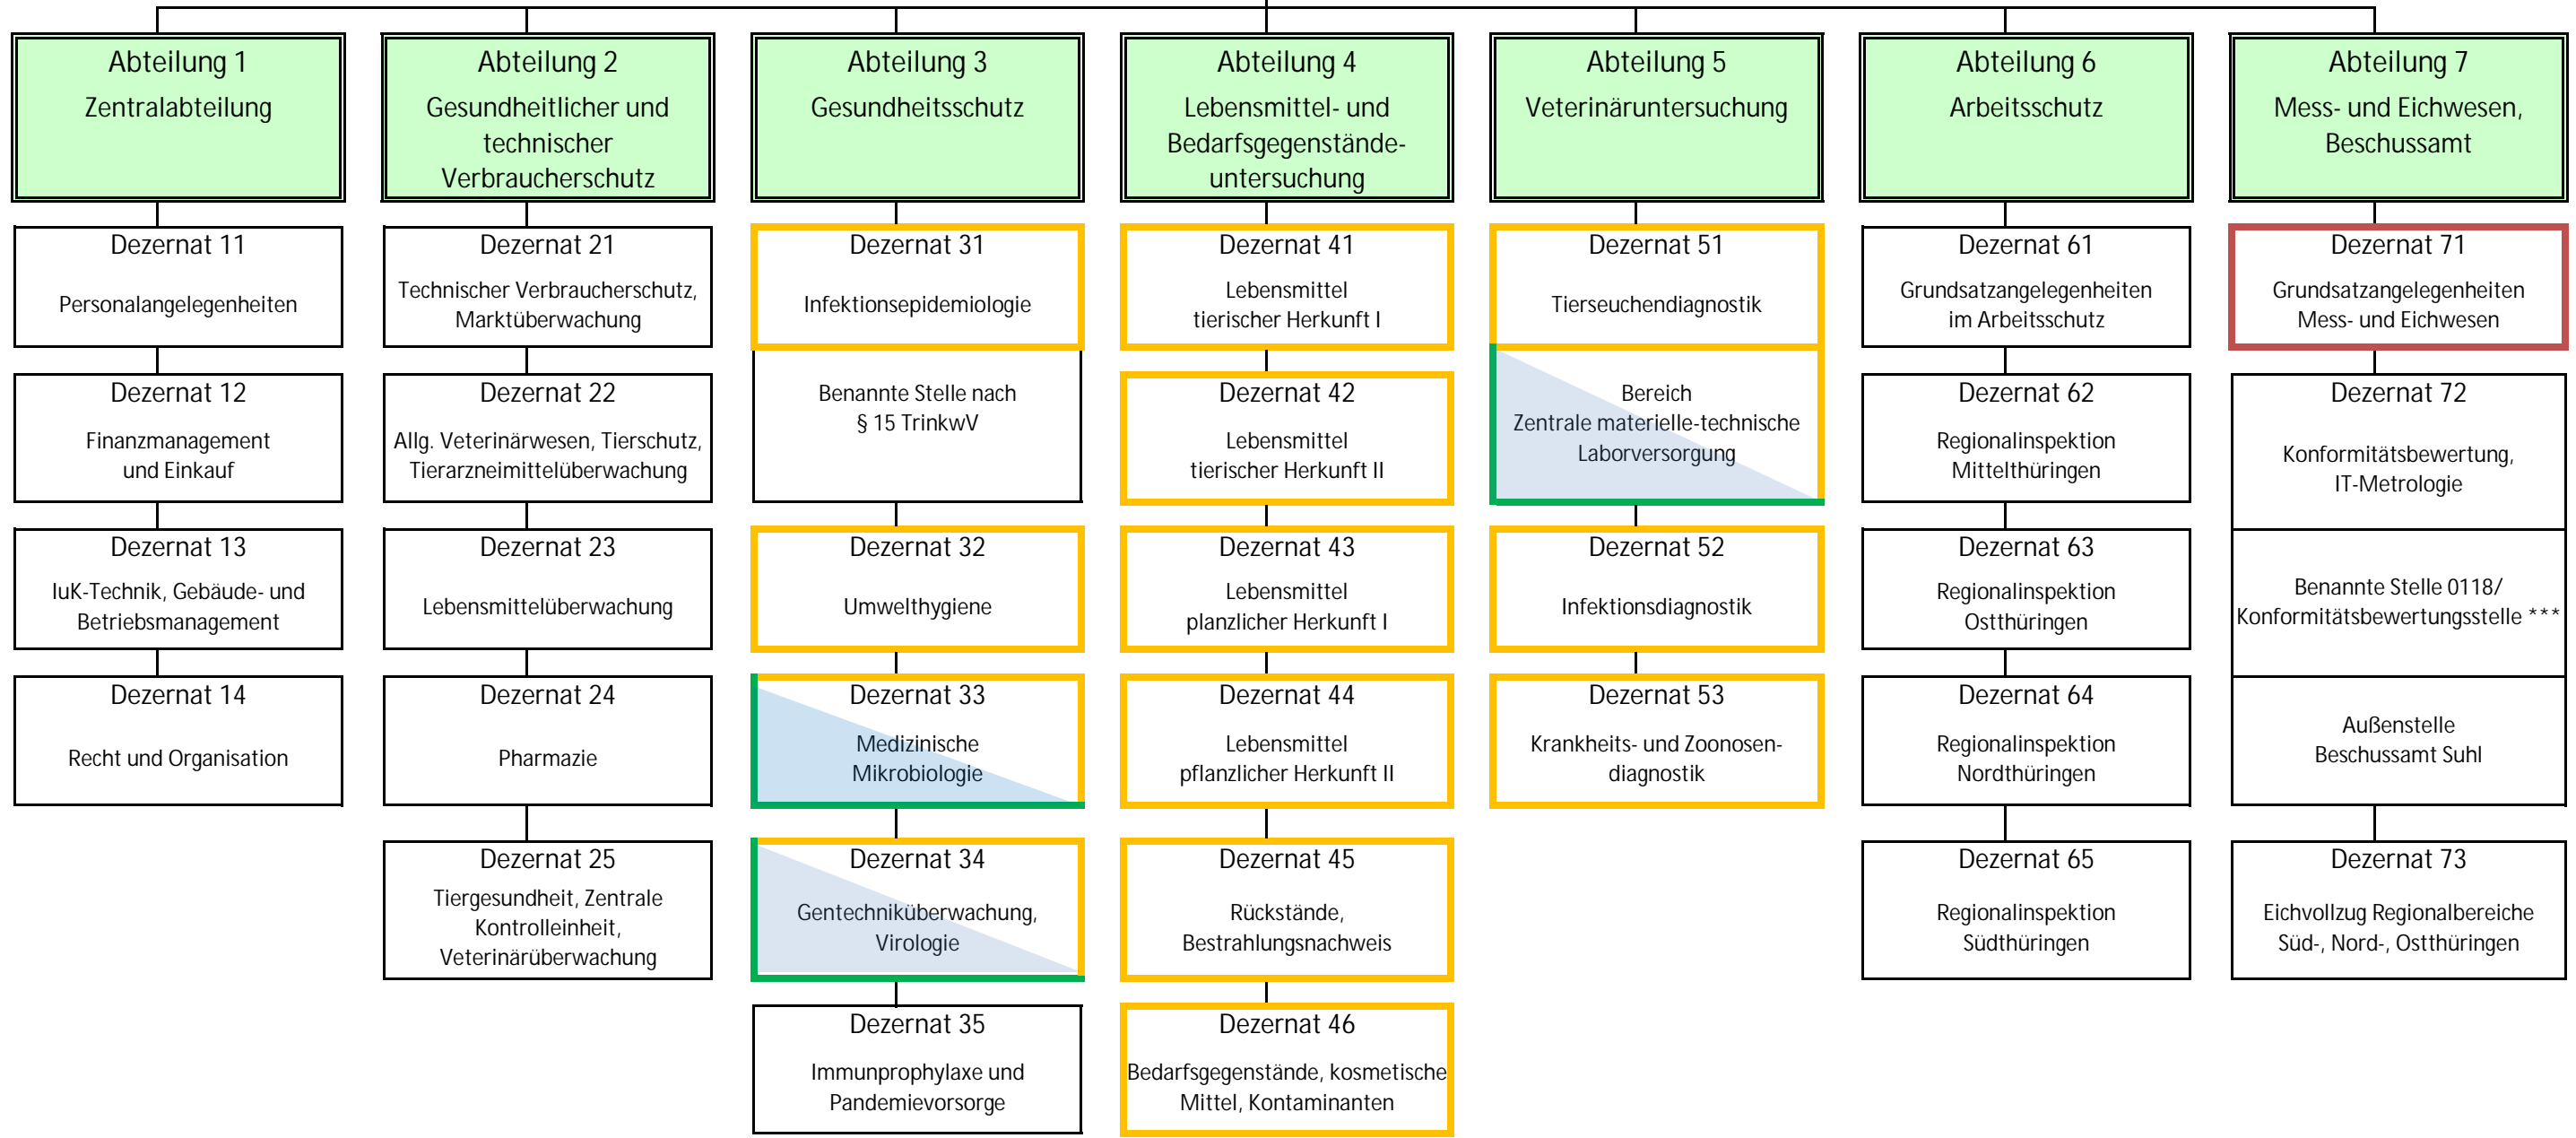 Abteilung 1
Zentralabteilung
Dezernat 11
Personalangelegenheiten
Dezernat 12
Finanzmanagement
und Einkauf
Dezernat 13
IuK-Technik, Gebäude- und
Betriebsmanagement
Dezernat 14
Recht und Organisation
Abteilung 2
Gesundheitlicher und
technischer
Verbraucherschutz
Dezernat 21
Technischer Verbraucherschutz,
Marktüberwachung
Dezernat 22
Allg. Veterinärwesen, Tierschutz,
Tierarzneimittelüberwachung
Dezernat 23
Lebensmittelüberwachung
Dezernat 24
Pharmazie
Dezernat 25
Tiergesundheit, Zentrale
Kontrolleinheit,
Veterinärüberwachung
Abteilung 3
Gesundheitsschutz
Dezernat 31
Infektionsepidemiologie
Benannte Stelle nach
§ 15 TrinkwV
Dezernat 32
Umwelthygiene
Dezernat 33
Medizinische
Mikrobiologie
Dezernat 34
Gentechniküberwachung,
Virologie
Dezernat 35
Immunprophylaxe und
Pandemievorsorge
Abteilung 4
Lebensmittel- und
Bedarfsgegenstände-
untersuchung
Dezernat 41
Lebensmittel
tierischer Herkunft I
Dezernat 42
Lebensmittel
tierischer Herkunft II
Dezernat 43
Lebensmittel
planzlicher Herkunft I
Dezernat 44
Lebensmittel
pflanzlicher Herkunft II
Dezernat 45
Rückstände,
Bestrahlungsnachweis
Dezernat 46
Bedarfsgegenstände, kosmetische
Mittel, Kontaminanten
Abteilung 5
Veterinäruntersuchung
Dezernat 51
Tierseuchendiagnostik
Bereich
Zentrale materielle-technische
Laborversorgung
Dezernat 52
Infektionsdiagnostik
Dezernat 53
Krankheits- und Zoonosen-
diagnostik
Abteilung 6
Arbeitsschutz
Dezernat 61
Grundsatzangelegenheiten
im Arbeitsschutz
Dezernat 62
Regionalinspektion
Mittelthüringen
Dezernat 63
Regionalinspektion
Ostthüringen
Dezernat 64
Regionalinspektion
Nordthüringen
Dezernat 65
Regionalinspektion
Südthüringen
Abteilung 7
Mess- und Eichwesen,
Beschussamt
Dezernat 71
Grundsatzangelegenheiten
Mess- und Eichwesen
Dezernat 72
Konformitätsbewertung,
IT-Metrologie
Benannte Stelle 0118/
Konformitätsbewertungsstelle ***
Außenstelle
Beschussamt Suhl
Dezernat 73
Eichvollzug Regionalbereiche
Süd-, Nord-, Ostthüringen